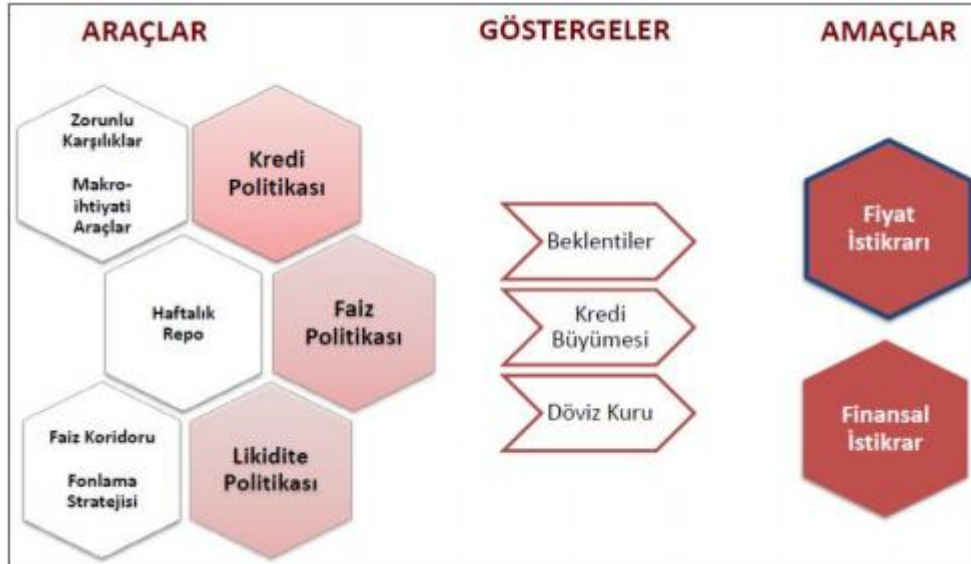 ARAÇLAR
GÖSTERGELER
AMAÇLAR
Zorunlu
Karşılıklar
Makro-
ihtiyati
Araçlar
Kredi
Politikası
Haftalık
Repo
Faiz
Politikası
Faiz Koridoru
Fonlama
Stratejisi
Likidite
Politikası
Beklentiler
Kredi
Büyümesi
Döviz Kuru
Fiyat
İstikrarı
Finansal
İstikrar